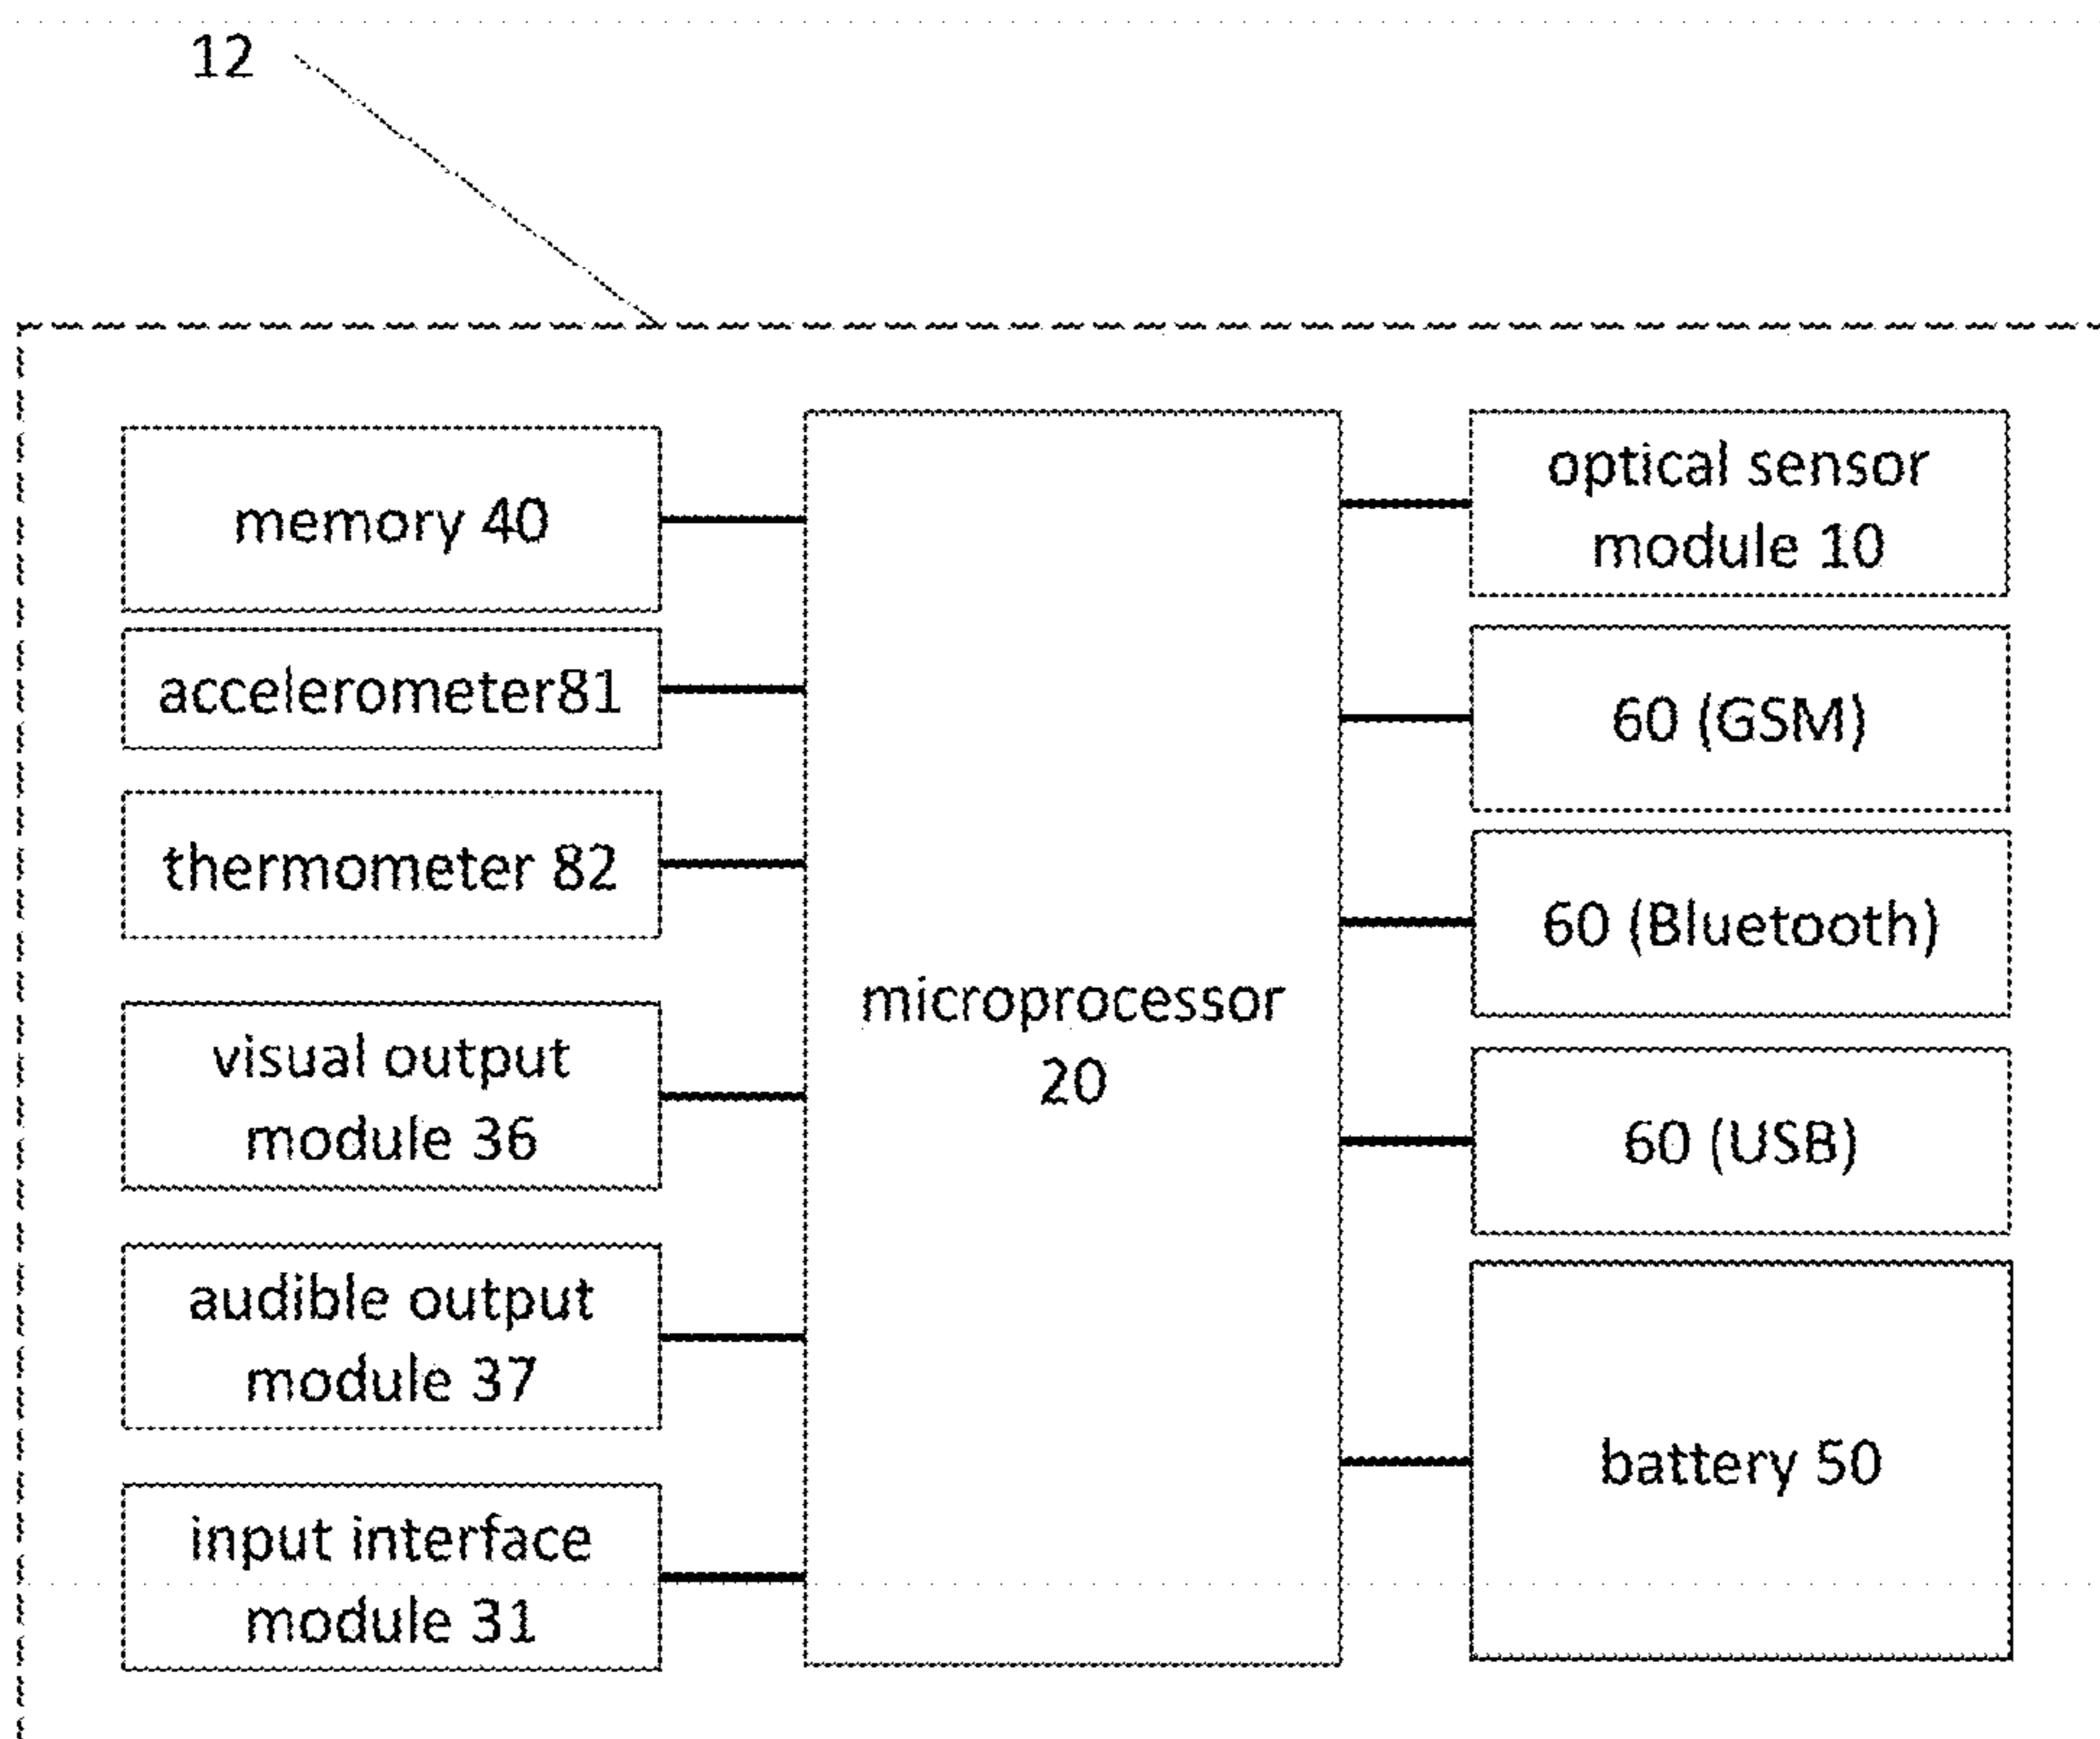 12
memory 40
accelerometer81
thermometer 82
visual output
module 36
audible output
module 37
input interface
module 31
microprocessor
20
optical sensor
module 10
60 (GSM)
60 (Bluetooth)
60 (USB)
battery 50